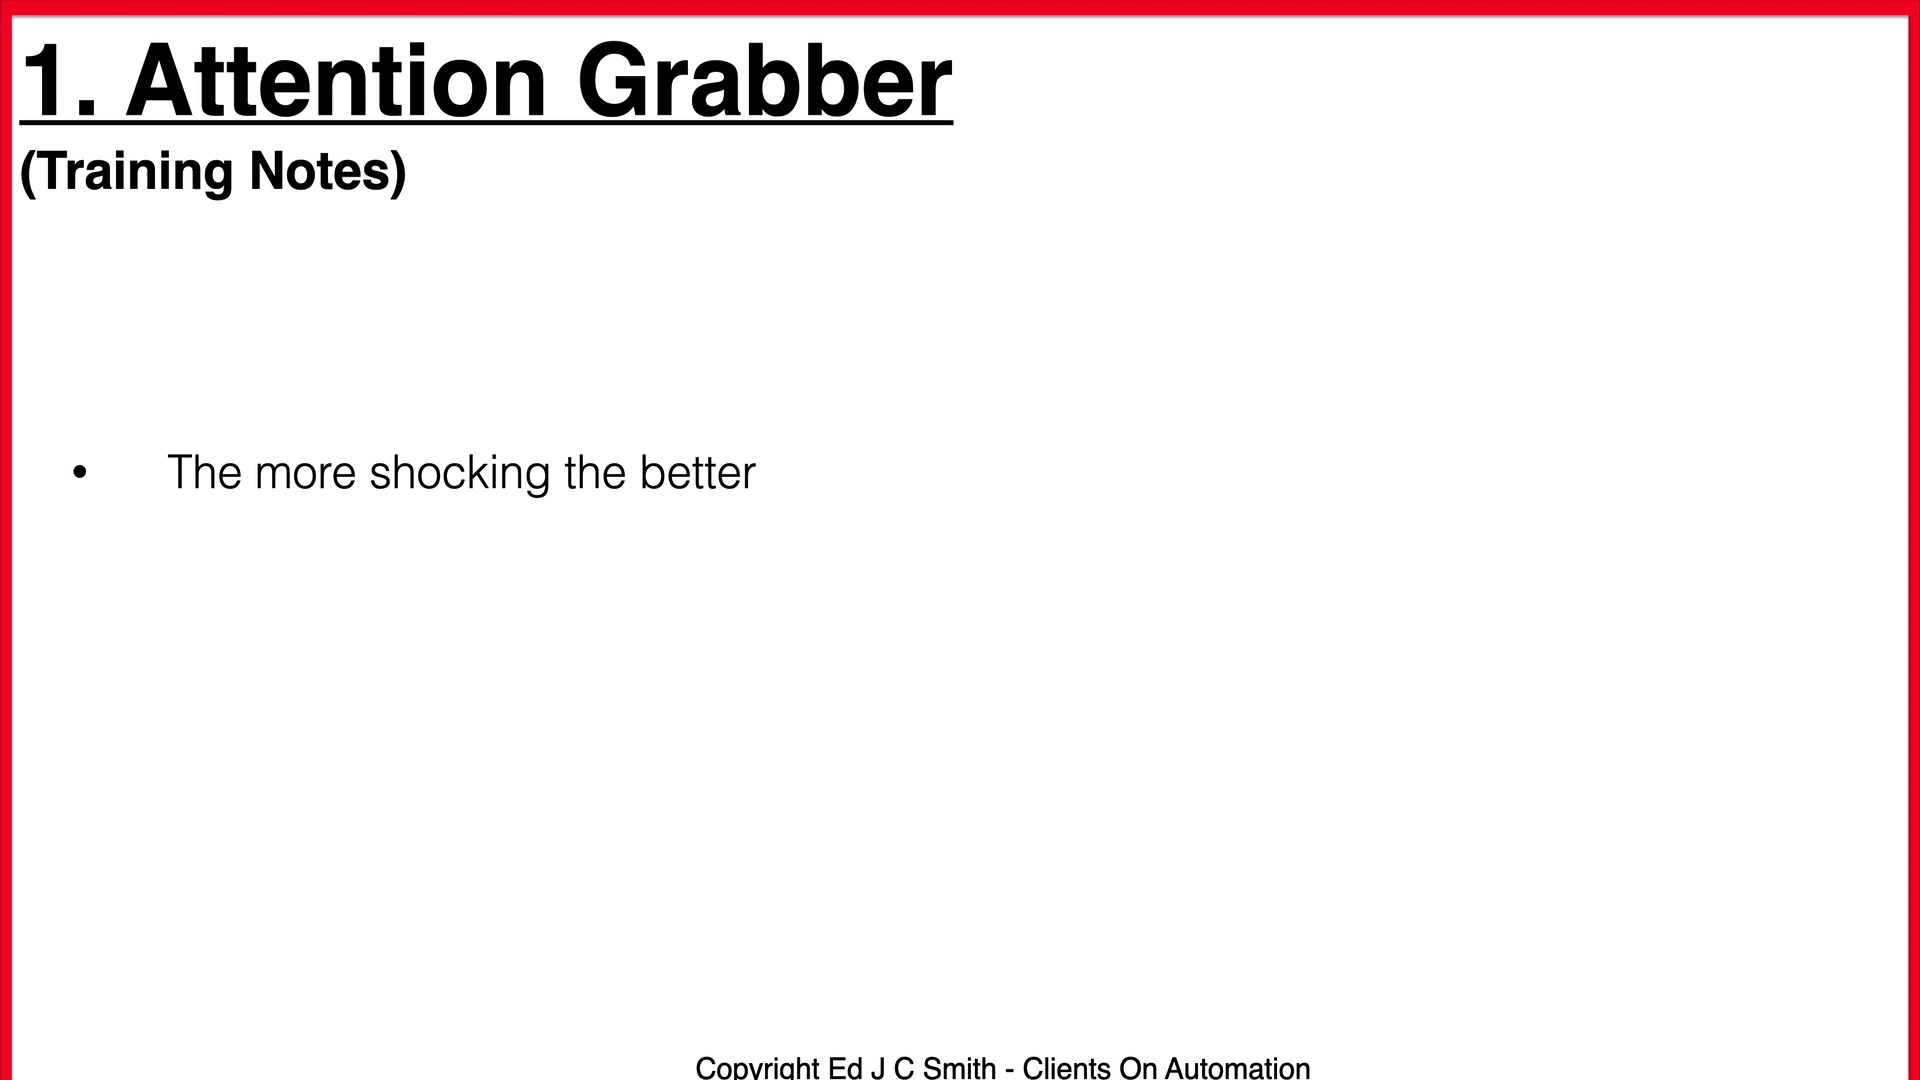 1. Attention Grabber
(Training Notes)
• The more shocking the better
Copyright Ed J C Smith - Clients On Automation